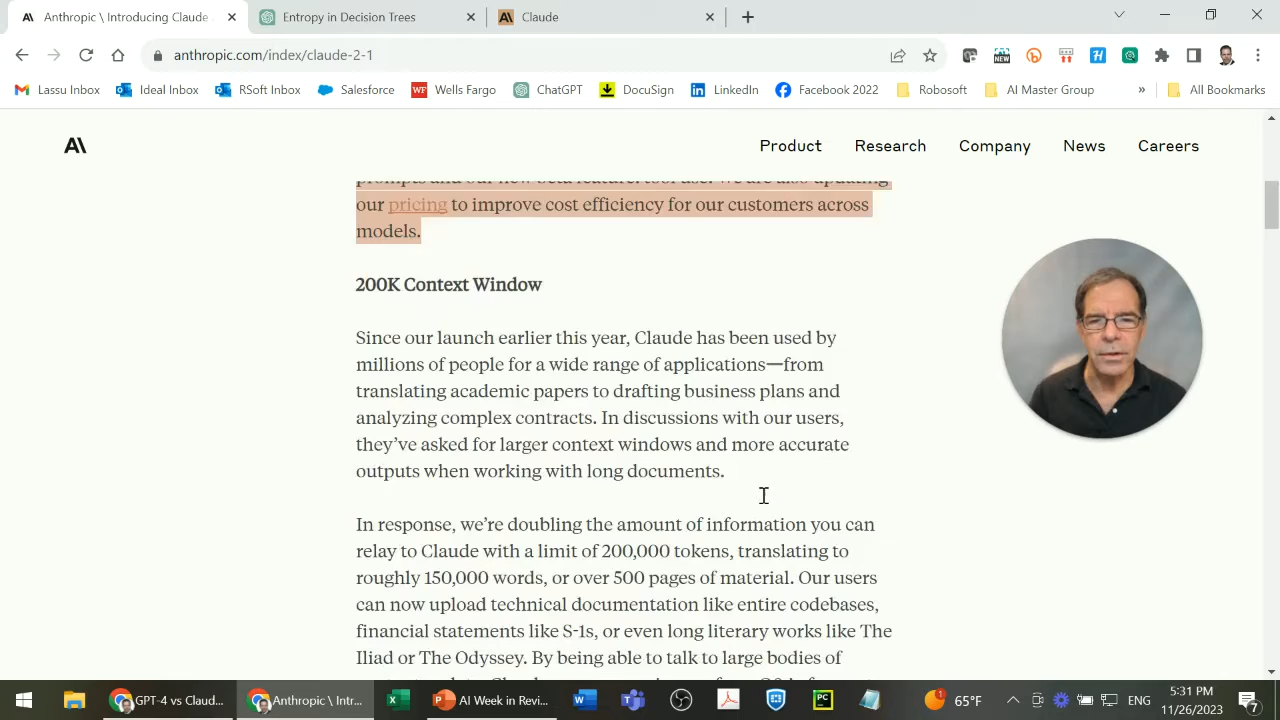 Anthropic \ Introducing Claude
Entropy in Decision Trees
Claude
anthropic.com/index/claude-2-1
NEW
Lassu Inbox
Ideal Inbox
RSoft Inbox
Salesforce
WF
Wells Fargo
ChatGPT
DocuSign
LinkedIn
Facebook 2022
Robosoft
AI Master Group
»
All Bookmarks
A\
Product
Research
Company
News
Careers
our pricing to improve cost efficiency for our customers across
models.
200K Context Window
Since our launch earlier this year, Claude has been used by
millions of people for a wide range of applications—from
translating academic papers to drafting business plans and
analyzing complex contracts. In discussions with our users,
they’ve asked for larger context windows and more accurate
outputs when working with long documents.
In response, we’re doubling the amount of information you can
relay to Claude with a limit of 200,000 tokens, translating to
roughly 150,000 words, or over 500 pages of material. Our users
can now upload technical documentation like entire codebases,
financial statements like S-1s, or even long literary works like The
Iliad or The Odyssey. By being able to talk to large bodies of
GPT-4 vs Claud...
Anthropic \ Intro...
AI Week in Revi...
65°F
ENG
5:31 PM
11/26/2023
7